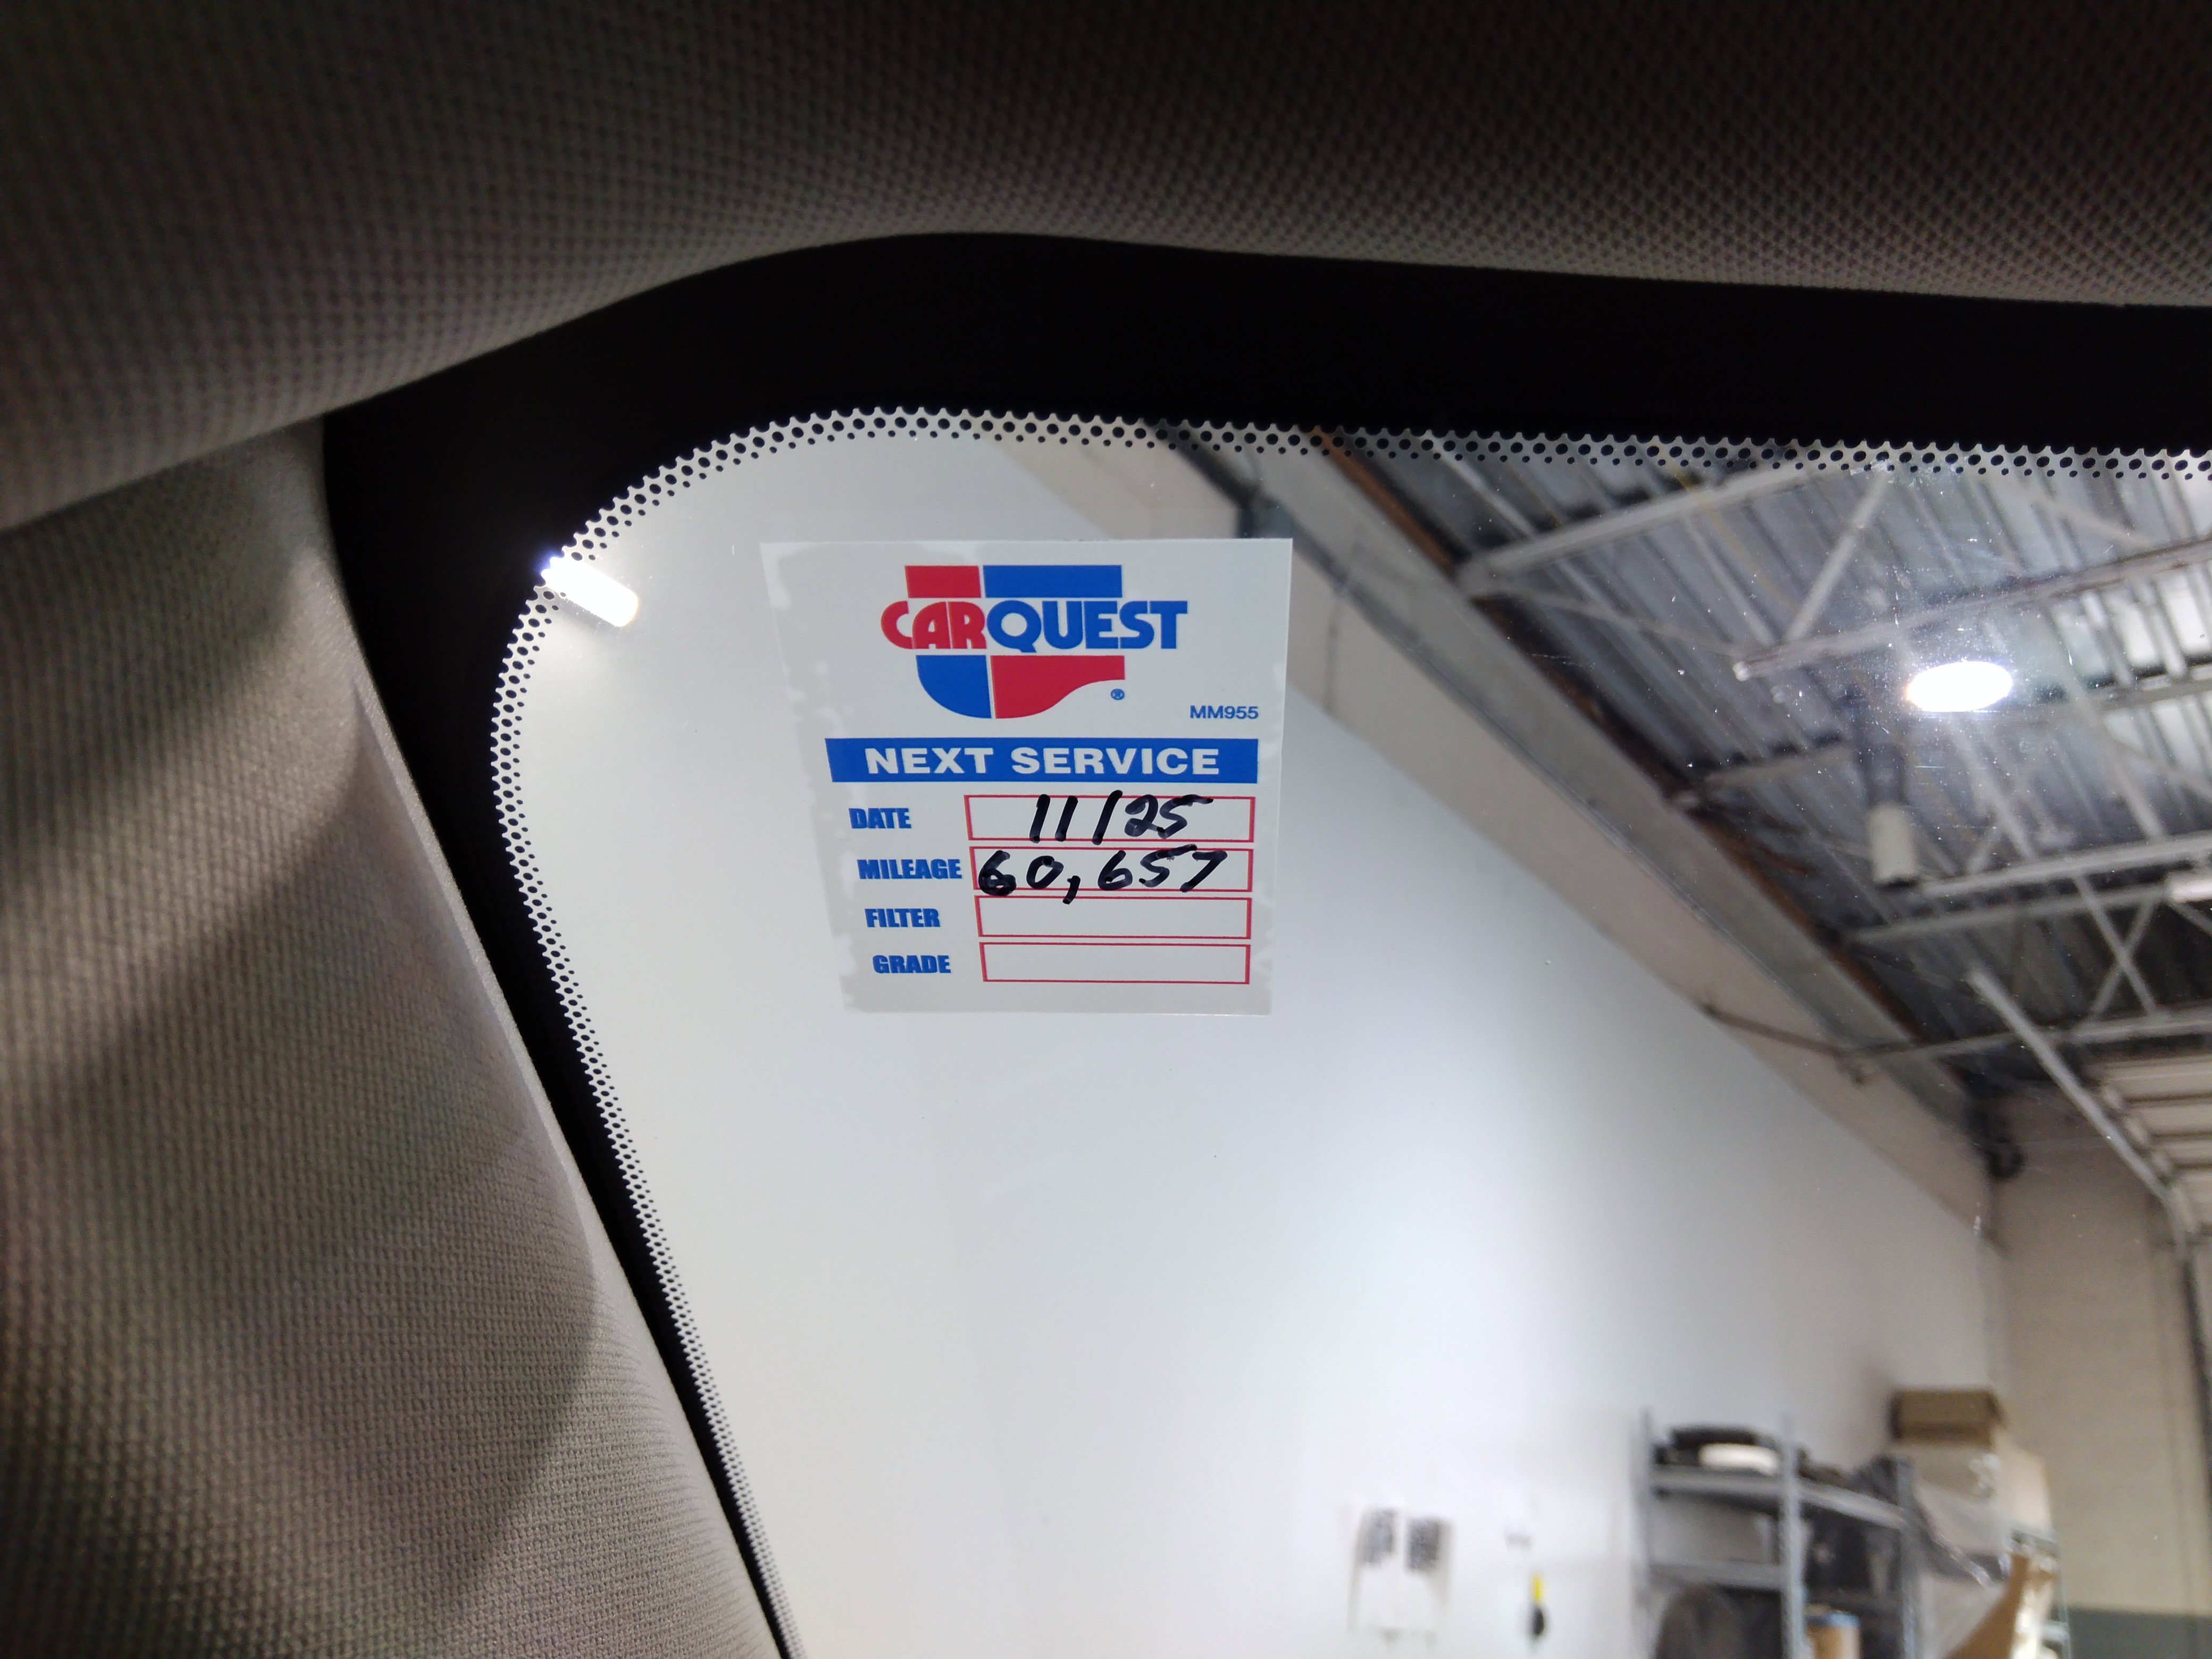 CARQUEST
®
MM955
NEXT SERVICE
DATE 11/25
MILEAGE 60,657
FILTER
GRADE